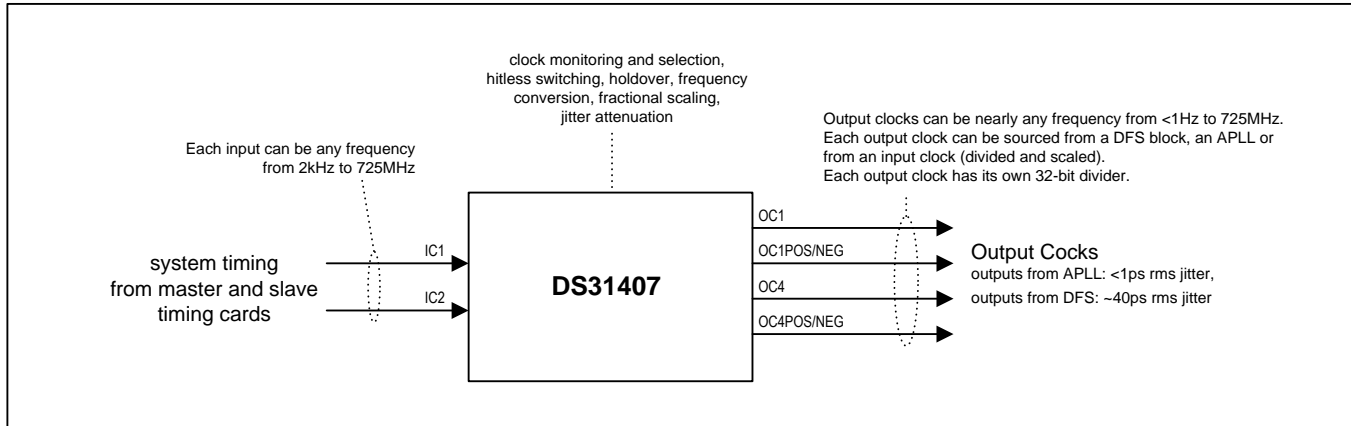 clock monitoring and selection,
hitless switching, holdover, frequency
conversion, fractional scaling,
jitter attenuation
Output clocks can be nearly any frequency from <1Hz to 725MHz.
Each output clock can be sourced from a DFS block, an APLL or
from an input clock (divided and scaled).
Each output clock has its own 32-bit divider.
Each input can be any frequency
from 2kHz to 725MHz
system timing
from master and slave
timing cards
IC1
IC2
DS31407
OC1
OC1POS/NEG
OC4
OC4POS/NEG
Output Cocks
outputs from APLL: <1ps rms jitter,
outputs from DFS: ~40ps rms jitter